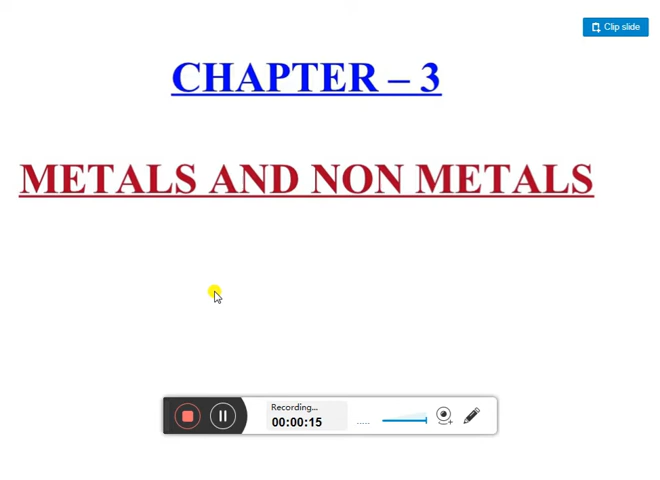 Clip slide
CHAPTER – 3
METALS AND NON METALS
Recording...
00:00:15